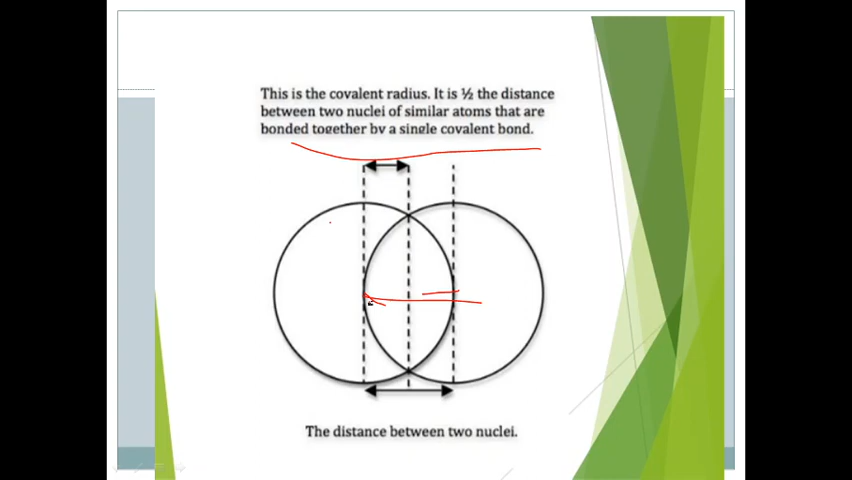 This is the covalent radius. It is ½ the distance
between two nuclei of similar atoms that are
bonded together by a single covalent bond.
The distance between two nuclei.